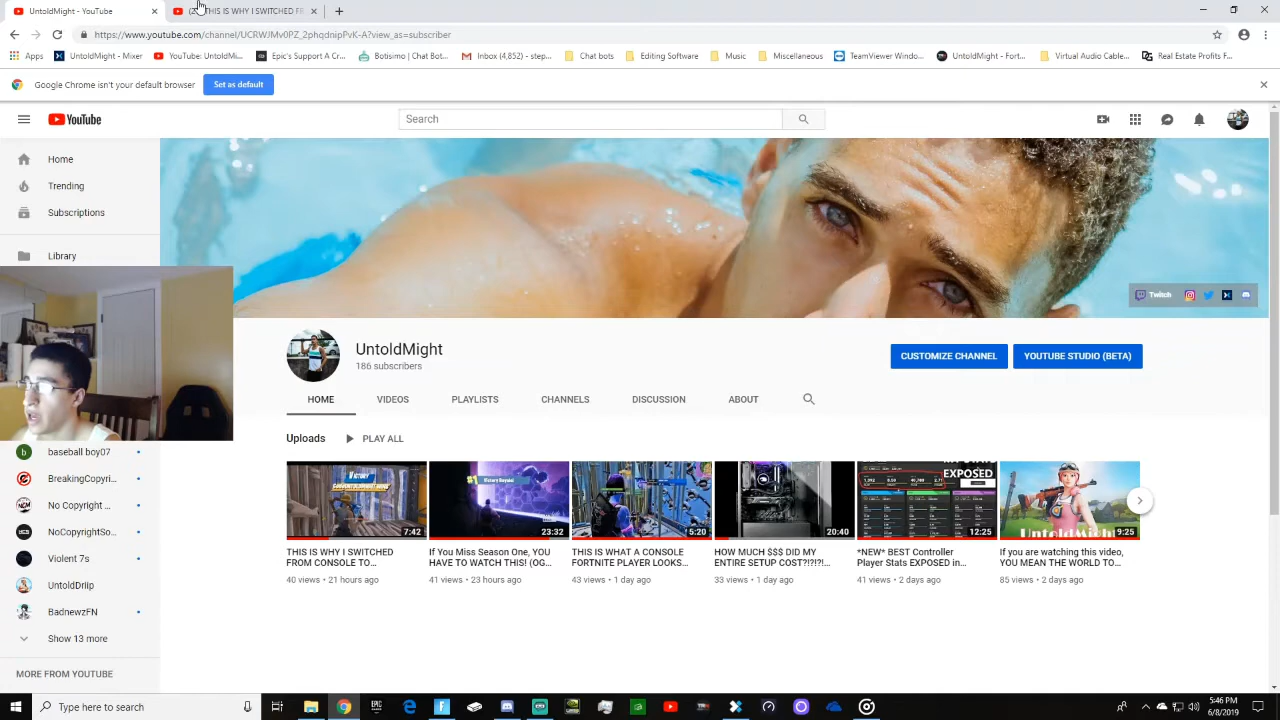 UntoldMight - YouTube
THIS IS WHY I SWITCHED FR
https://www.youtube.com/channel/UCRWJMv0PZ_2phqdnipPvK-A?view_as=subscriber
Apps
UntoldMight - Mixer
YouTube: UntoldMi...
Epic's Support A Cr...
Botisimo | Chat bot...
Inbox (4,852) - step...
Chat bots
Editing Software
Music
Miscellaneous
TeamViewer Windo...
UntoldMight - Fort...
Virtual Audio Cable...
Real Estate Profits F...
Google Chrome isn't your default browser
Set as default
YouTube
Search
Home
Trending
Subscriptions
Library
baseball boy07
BreakingCopyri...
No Copyright ...
NoCopyrightSo...
Violent 7s
UntoldDriip
BadnewzFN
Show 13 more
MORE FROM YOUTUBE
Twitch
UntoldMight
186 subscribers
CUSTOMIZE CHANNEL
YOUTUBE STUDIO (BETA)
HOME
VIDEOS
PLAYLISTS
CHANNELS
DISCUSSION
ABOUT
Uploads
PLAY ALL
Victory
7:42
THIS IS WHY I SWITCHED
FROM CONSOLE TO...
40 views • 21 hours ago
Victory Royale!
23:32
If You Miss Season One, YOU
HAVE TO WATCH THIS! (OG...
41 views • 23 hours ago
5:20
THIS IS WHAT A CONSOLE
FORTNITE PLAYER LOOKS...
43 views • 1 day ago
20:40
HOW MUCH $$$ DID MY
ENTIRE SETUP COST?!?!?!...
33 views • 1 day ago
EXPOSED
12:25
*NEW* BEST Controller
Player Stats EXPOSED in...
41 views • 2 days ago
UntoldMight
9:25
If you are watching this video,
YOU MEAN THE WORLD TO...
85 views • 2 days ago
Type here to search
EPIC
GAMES
5:46 PM
6/8/2019